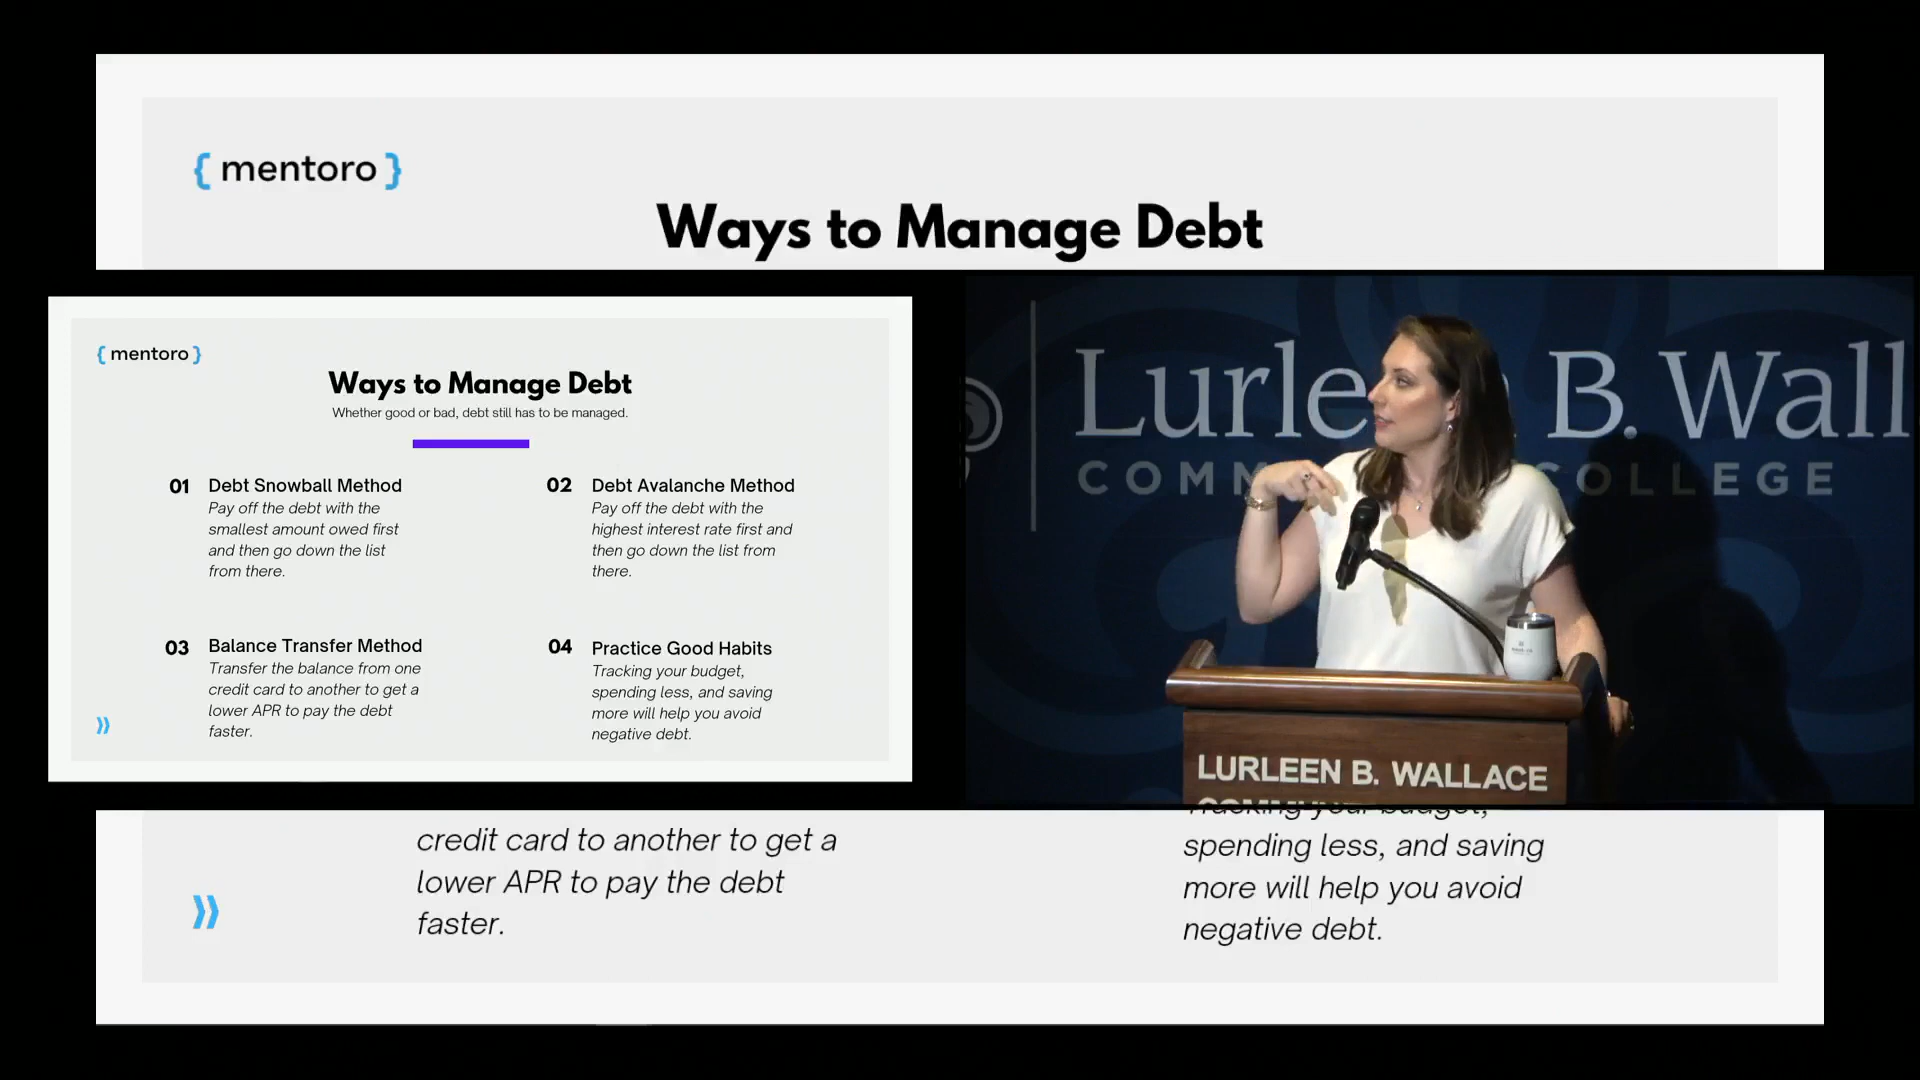 { mentoro }
Ways to Manage Debt
{ mentoro }
Ways to Manage Debt
Whether good or bad, debt still has to be managed.
01 Debt Snowball Method
Pay off the debt with the
smallest amount owed first
and then go down the list
from there.
02 Debt Avalanche Method
Pay off the debt with the
highest interest rate first and
then go down the list from
there.
03 Balance Transfer Method
Transfer the balance from one
credit card to another to get a
lower APR to pay the debt
faster.
04 Practice Good Habits
Tracking your budget,
spending less, and saving
more will help you avoid
negative debt.
Lurleen B. Wall
COMM COLLEGE
LURLEEN B. WALLACE
Tracking your budget,
credit card to another to get a
lower APR to pay the debt
faster.
spending less, and saving
more will help you avoid
negative debt.